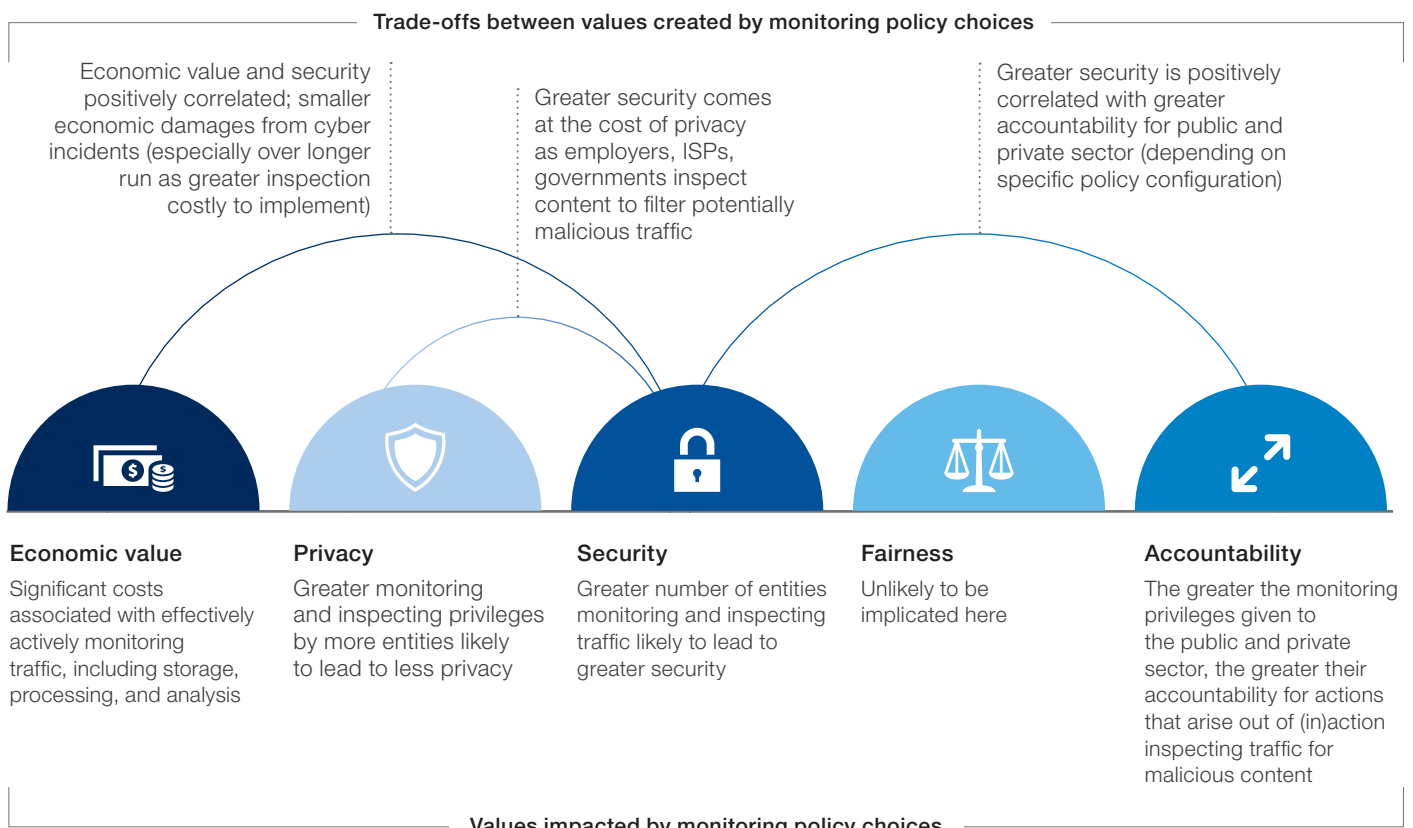 Trade-offs between values created by monitoring policy choices
Economic value and security
positively correlated; smaller
economic damages from cyber
incidents (especially over longer
run as greater inspection
costly to implement)
Greater security comes
at the cost of privacy
as employers, ISPs,
governments inspect
content to filter potentially
malicious traffic
Greater security is positively
correlated with greater
accountability for public and
private sector (depending on
specific policy configuration)
$
$
Economic value
Significant costs
associated with effectively
actively monitoring
traffic, including storage,
processing, and analysis
Privacy
Greater monitoring
and inspecting privileges
by more entities likely
to lead to less privacy
Security
Greater number of entities
monitoring and inspecting
traffic likely to lead to
greater security
Fairness
Unlikely to be
implicated here
Accountability
The greater the monitoring
privileges given to
the public and private
sector, the greater their
accountability for actions
that arise out of (in)action
inspecting traffic for
malicious content
Values impacted by monitoring policy choices